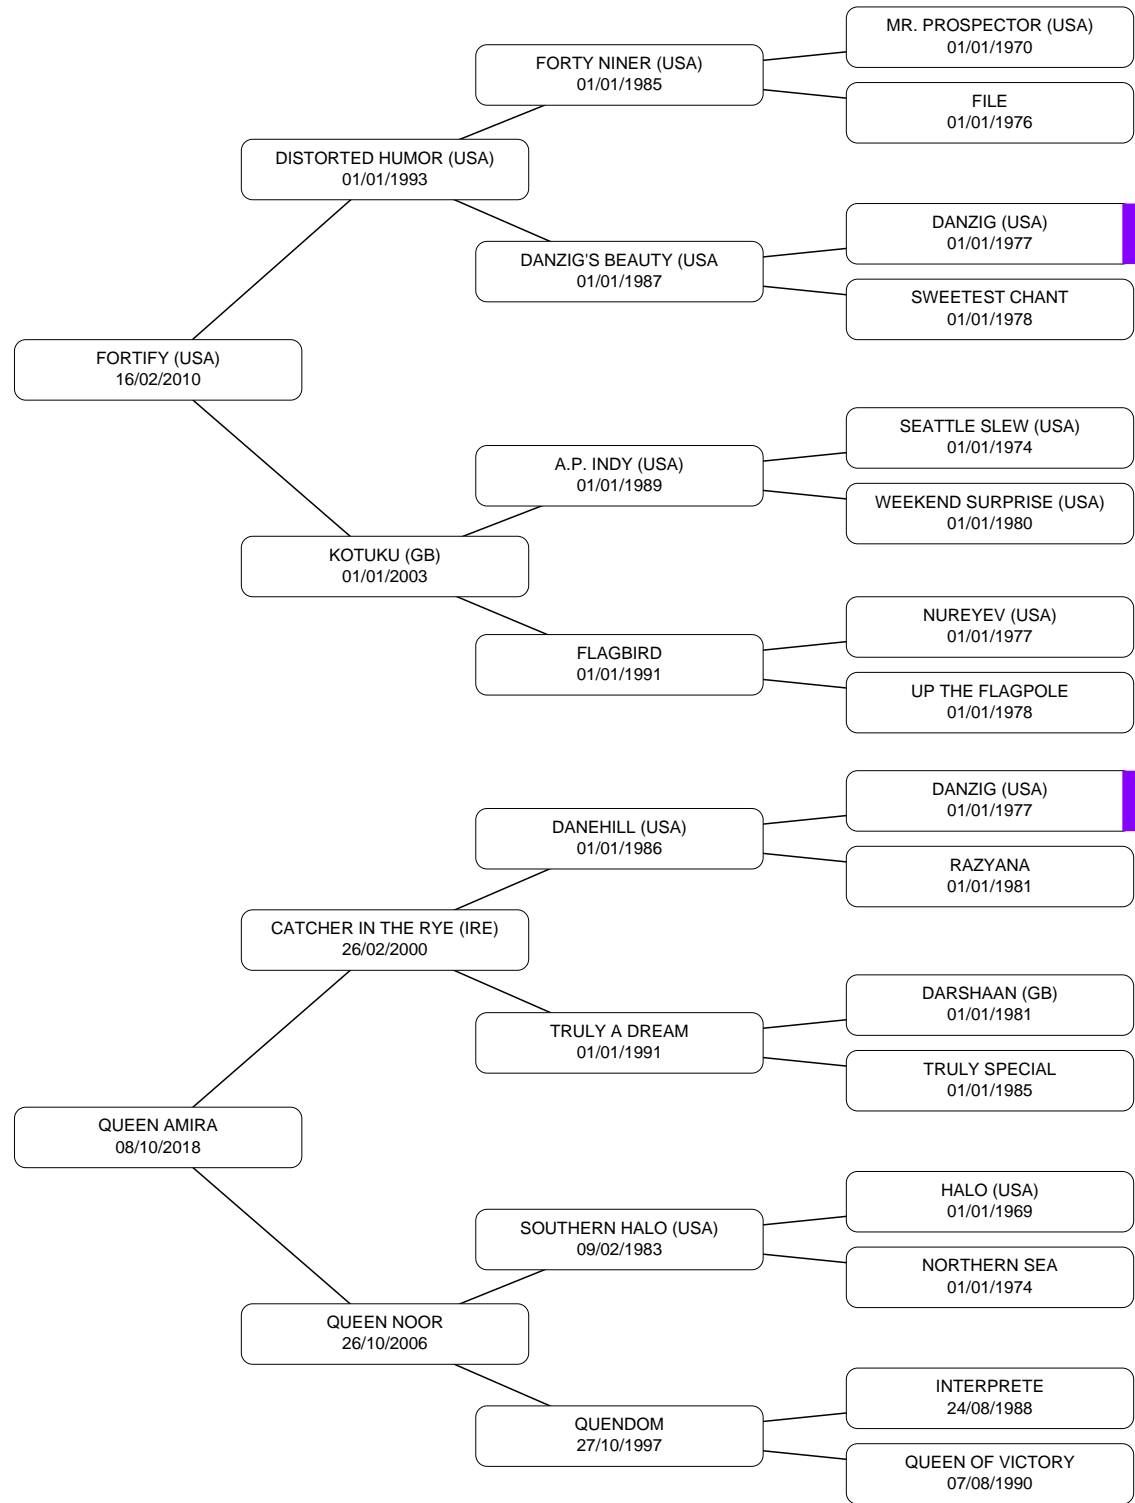 MR. PROSPECTOR (USA)
01/01/1970
FORTY NINER (USA)
01/01/1985
FILE
01/01/1976
DISTORTED HUMOR (USA)
01/01/1993
DANZIG (USA)
01/01/1977
DANZIG'S BEAUTY (USA
01/01/1987
SWEETEST CHANT
01/01/1978
FORTIFY (USA)
16/02/2010
SEATTLE SLEW (USA)
01/01/1974
A.P. INDY (USA)
01/01/1989
WEEKEND SURPRISE (USA)
01/01/1980
KOTUKU (GB)
01/01/2003
NUREYEV (USA)
01/01/1977
FLAGBIRD
01/01/1991
UP THE FLAGPOLE
01/01/1978
DANZIG (USA)
01/01/1977
DANEHILL (USA)
01/01/1986
RAZYANA
01/01/1981
CATCHER IN THE RYE (IRE)
26/02/2000
DARSHAAN (GB)
01/01/1981
TRULY A DREAM
01/01/1991
TRULY SPECIAL
01/01/1985
QUEEN AMIRA
08/10/2018
HALO (USA)
01/01/1969
SOUTHERN HALO (USA)
09/02/1983
NORTHERN SEA
01/01/1974
QUEEN NOOR
26/10/2006
INTERPRETE
24/08/1988
QUENDOM
27/10/1997
QUEEN OF VICTORY
07/08/1990